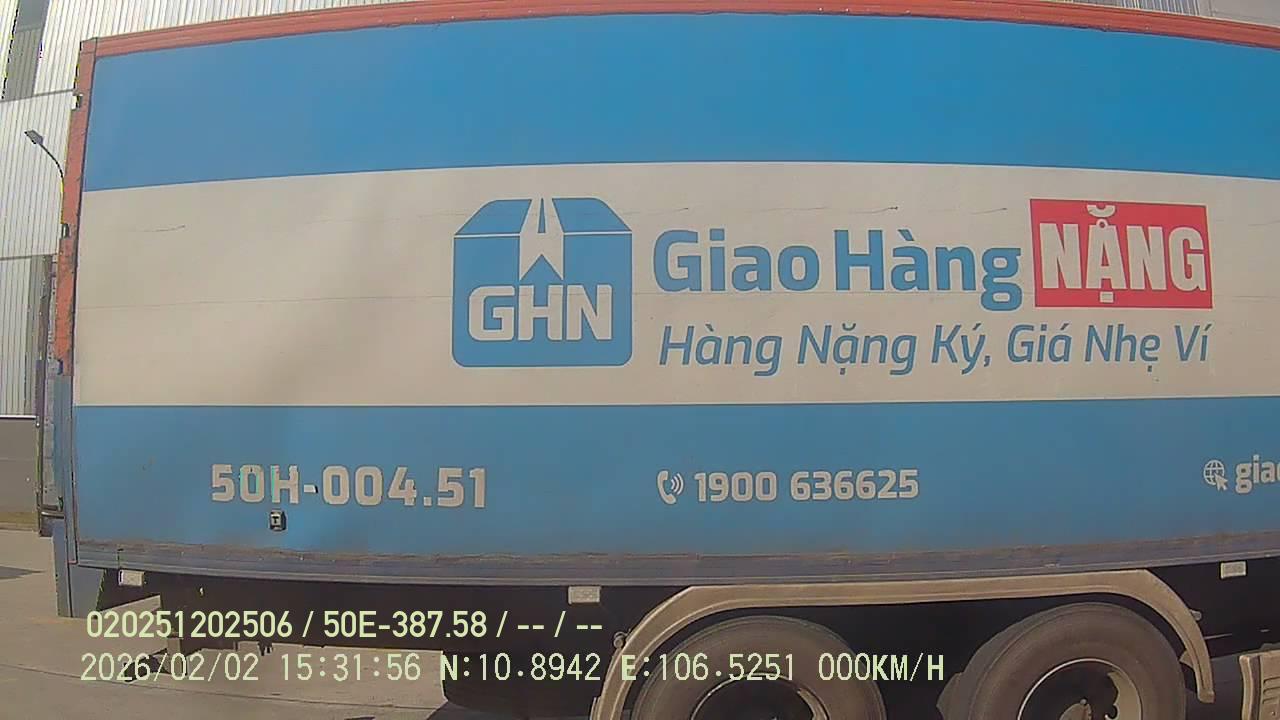 GHN
Giao Hàng NẶNG
Hàng Nặng Ký, Giá Nhẹ Ví
50H-004.51
1900 636625
giao
020251202506 / 50E-387.58 / -- / --
2026/02/02 15:31:56 N:10.8942 E:106.5251 000KM/H